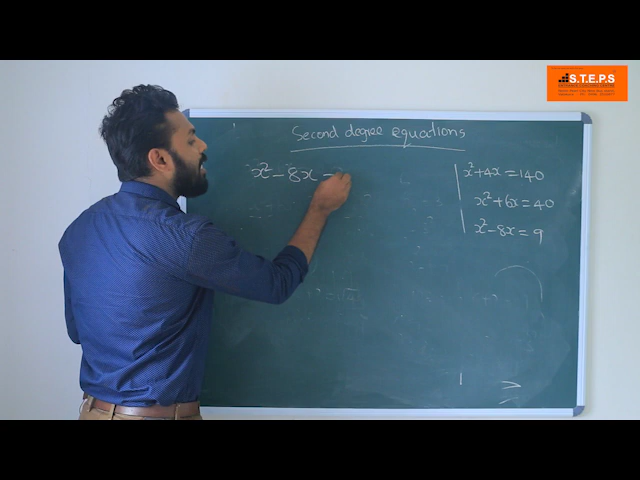 S.T.E.P.S
Second degree equations
x² - 8x -
x² + 4x = 140
x² + 6x = 40
x² - 8x = 9